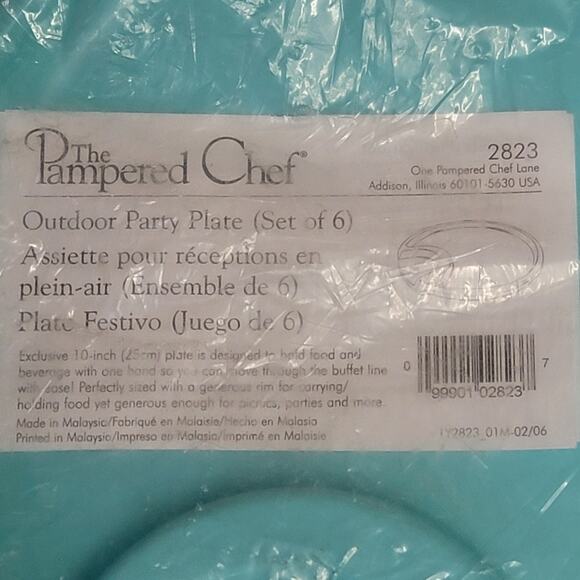 The
Pampered Chef®
2823
One Pampered Chef Lane
Addison, Illinois 60101-5630 USA
Outdoor Party Plate (Set of 6)
Assiette pour réceptions en
plein-air (Ensemble de 6)
Plato Festivo (Juego de 6)
Exclusive 10-inch (25cm) plate is designed to hold food and
beverage with one hand so you can move through the buffet line
with ease! Perfectly sized with a generous rim for carrying/
holding food yet generous enough for picnics, parties and more.
Made in Malaysia/Fabriqué en Malaisie/Hecho en Malasia
Printed in Malaysia/Impreso en Malasia/Imprimé en Malaisie
0 99901 02823 7
LY2823_01M-02/06